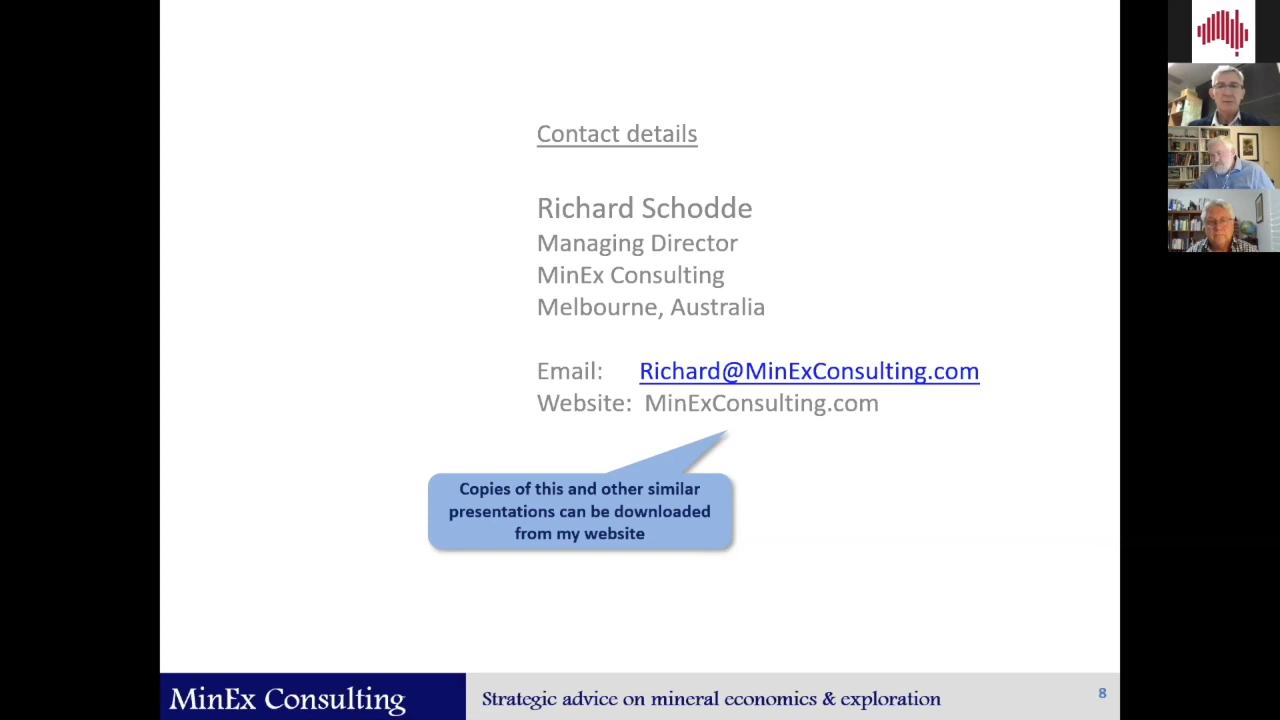 Contact details
Richard Schodde
Managing Director
MinEx Consulting
Melbourne, Australia
Email: Richard@MinExConsulting.com
Website: MinExConsulting.com
Copies of this and other similar
presentations can be downloaded
from my website
MinEx Consulting
Strategic advice on mineral economics & exploration
8